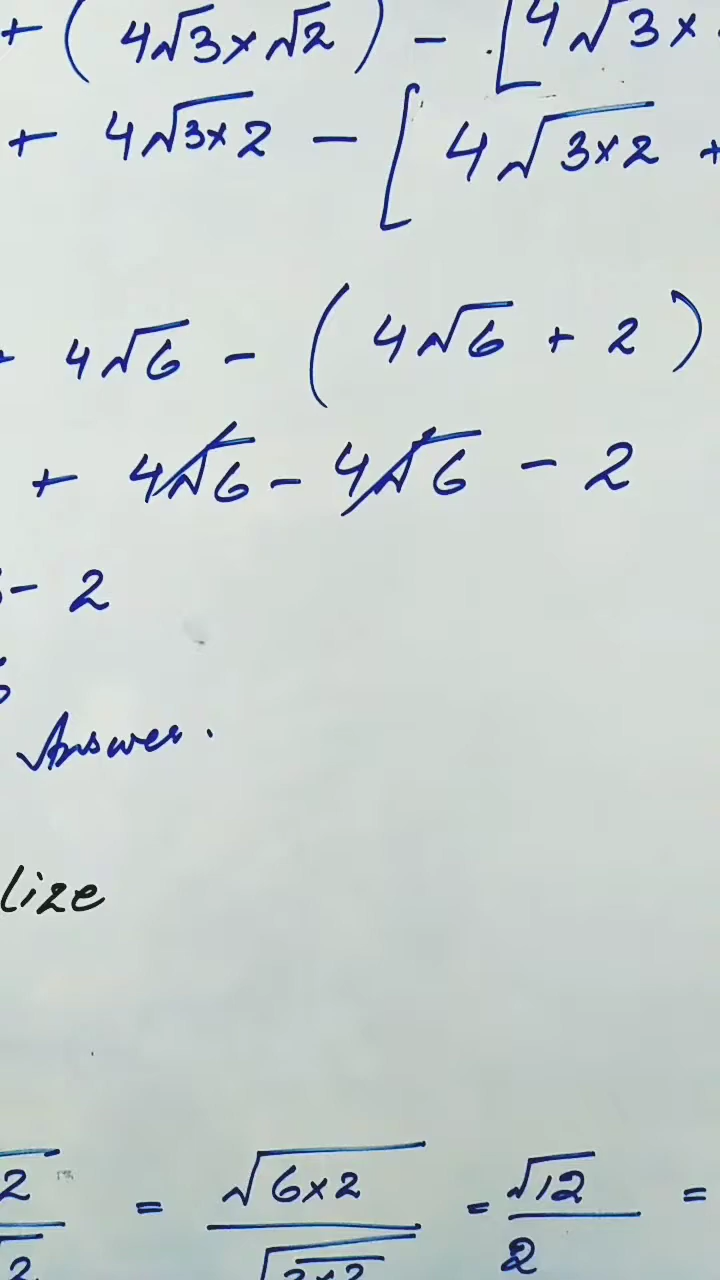 + (4√3×√2) - [4√3×
+ 4√3×2 - [4√3×2 +
4√6 - (4√6 + 2)
+ 4√6 - 4√6 - 2
- 2
Answer.
lize
2 = √6×2 = √12 =
2 √2×2 2